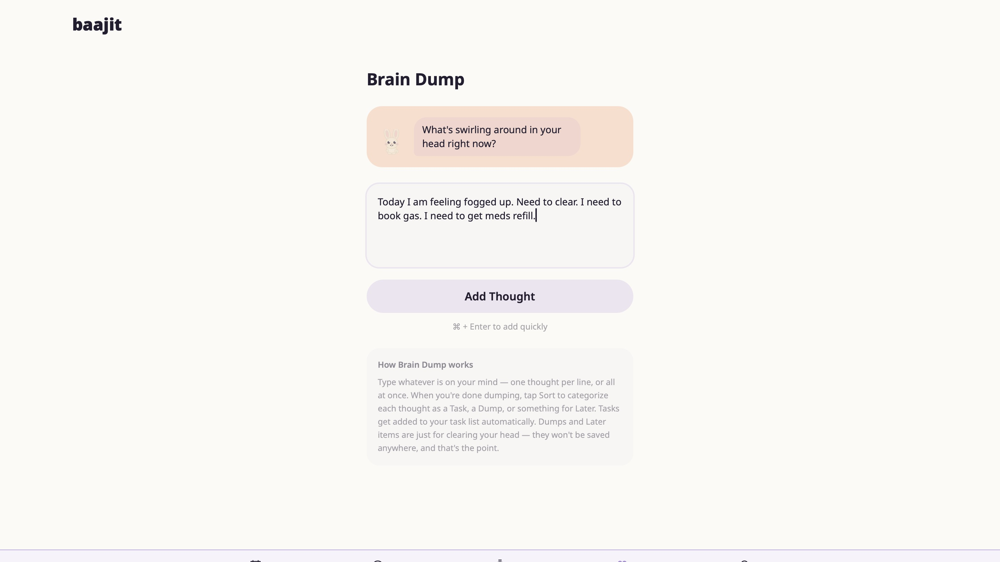 baajit
Brain Dump
What's swirling around in your
head right now?
Today I am feeling fogged up. Need to clear. I need to
book gas. I need to get meds refill.
Add Thought
⌘ + Enter to add quickly
How Brain Dump works
Type whatever is on your mind — one thought per line, or all
at once. When you're done dumping, tap Sort to categorize
each thought as a Task, a Dump, or something for Later. Tasks
get added to your task list automatically. Dumps and Later
items are just for clearing your head — they won't be saved
anywhere, and that's the point.